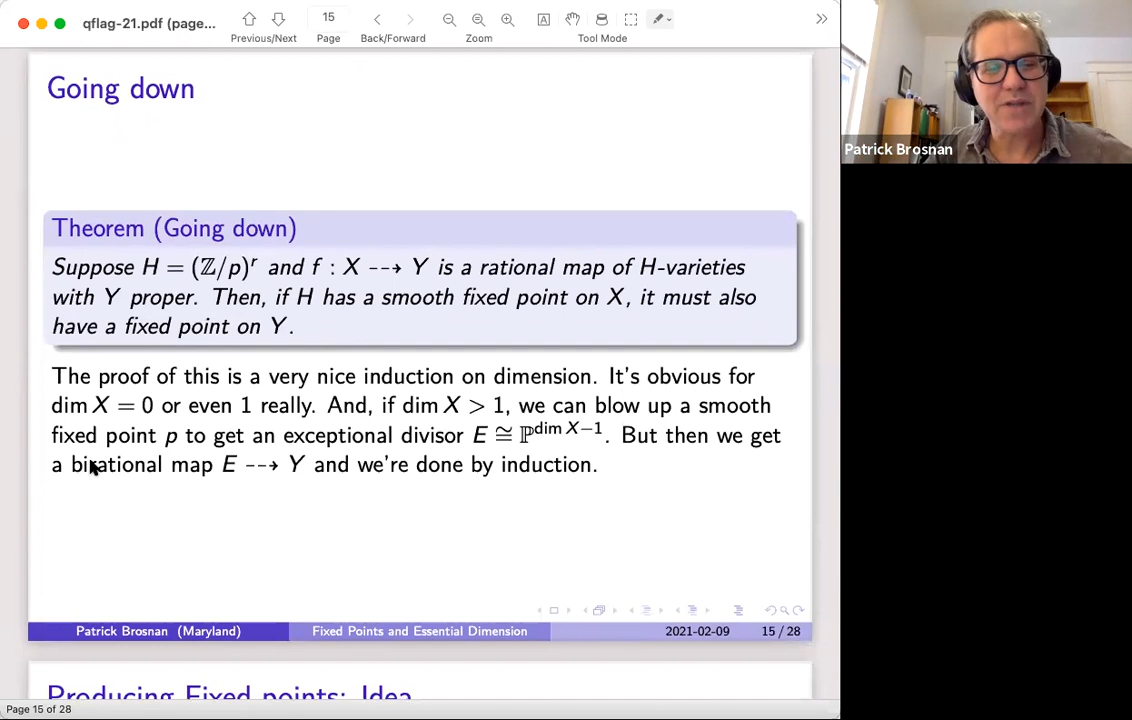 qflag-21.pdf (page...
15
Previous/Next
Page
Back/Forward
Zoom
Tool Mode
Going down
Theorem (Going down)
Suppose H = (ℤ/p)^r and f : X ⇢ Y is a rational map of H-varieties
with Y proper. Then, if H has a smooth fixed point on X, it must also
have a fixed point on Y.
The proof of this is a very nice induction on dimension. It's obvious for
dim X = 0 or even 1 really. And, if dim X > 1, we can blow up a smooth
fixed point p to get an exceptional divisor E ≅ ℙ^{dim X−1}. But then we get
a birational map E ⇢ Y and we're done by induction.
Patrick Brosnan (Maryland)
Fixed Points and Essential Dimension
2021-02-09
15 / 28
Producing Fixed points: Idea
Page 15 of 28
Patrick Brosnan